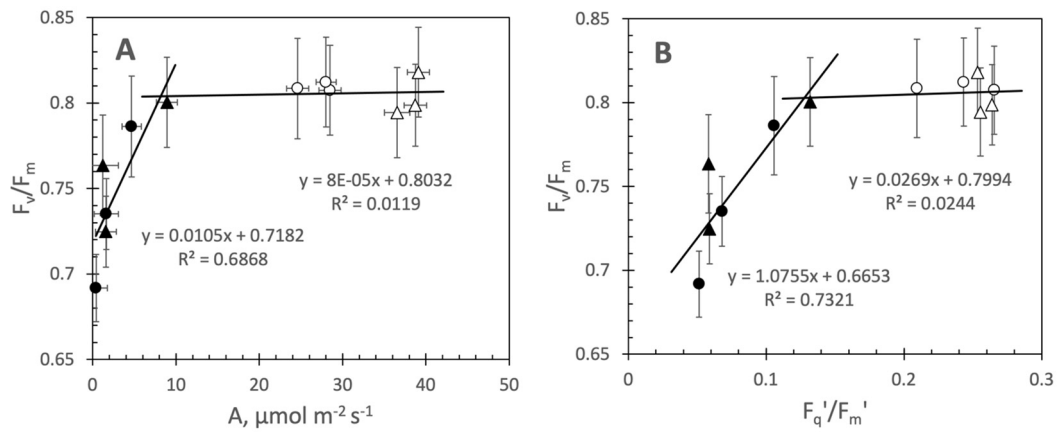 A
0.85
0.8
0.75
0.7
0.65
Fv/Fm
y = 8E-05x + 0.8032
R² = 0.0119
y = 0.0105x + 0.7182
R² = 0.6868
0 10 20 30 40 50
A, μmol m⁻² s⁻¹
B
0.85
0.8
0.75
0.7
0.65
Fv/Fm
y = 0.0269x + 0.7994
R² = 0.0244
y = 1.0755x + 0.6653
R² = 0.7321
0 0.1 0.2 0.3
Fq'/Fm'